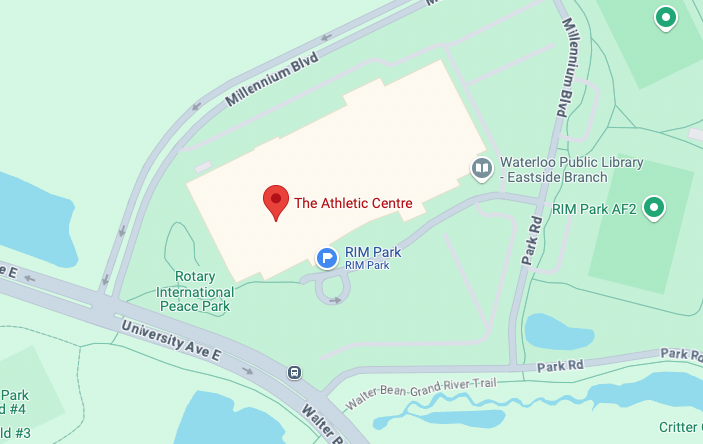 M
Millennium Blvd
Millennium Blvd
Waterloo Public Library
- Eastside Branch
The Athletic Centre
RIM Park AF2
Park Rd
RIM Park
RIM Park
Rotary
International
Peace Park
e E
University Ave E
Park Rd
Park Rd
Walter Bean Grand River Trail
Park
d #4
ld #3
Walter
Critter